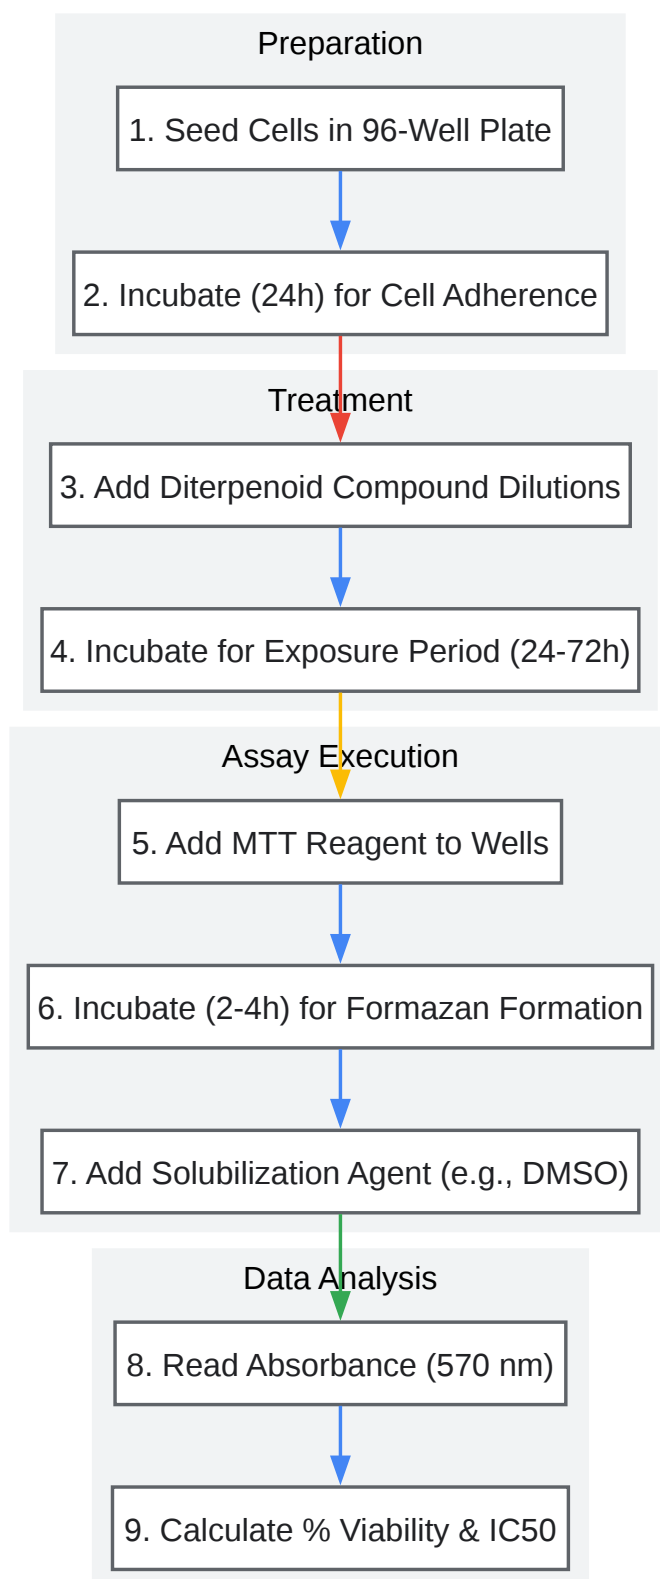 Preparation
1. Seed Cells in 96-Well Plate
2. Incubate (24h) for Cell Adherence
Treatment
3. Add Diterpenoid Compound Dilutions
4. Incubate for Exposure Period (24-72h)
Assay Execution
5. Add MTT Reagent to Wells
6. Incubate (2-4h) for Formazan Formation
7. Add Solubilization Agent (e.g., DMSO)
Data Analysis
8. Read Absorbance (570 nm)
9. Calculate % Viability & IC50